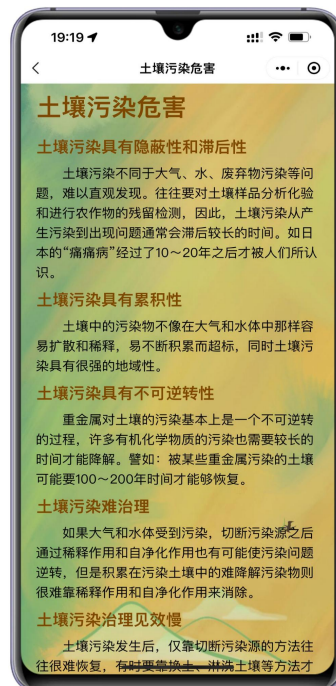 19:19
土壤污染危害
土壤污染危害
土壤污染具有隐蔽性和滞后性
土壤污染不同于大气、水、废弃物污染等问
题，难以直观发现。往往要对土壤样品分析化验
和进行农作物的残留检测，因此，土壤污染从产
生污染到出现问题通常会滞后较长的时间。如日
本的“痛痛病”经过了10～20年之后才被人们所认
识。
土壤污染具有累积性
土壤中的污染物不像在大气和水体中那样容
易扩散和稀释，易不断积累而超标，同时土壤污
染具有很强的地域性。
土壤污染具有不可逆转性
重金属对土壤的污染基本上是一个不可逆转
的过程，许多有机化学物质的污染也需要较长的
时间才能降解。譬如：被某些重金属污染的土壤
可能要100～200年时间才能够恢复。
土壤污染难治理
如果大气和水体受到污染，切断污染源之后
通过稀释作用和自净化作用也有可能使污染问题
逆转，但是积累在污染土壤中的难降解污染物则
很难靠稀释作用和自净化作用来消除。
土壤污染治理见效慢
土壤污染发生后，仅靠切断污染源的方法往
往很难恢复，有时要靠换土、淋洗土壤等方法才